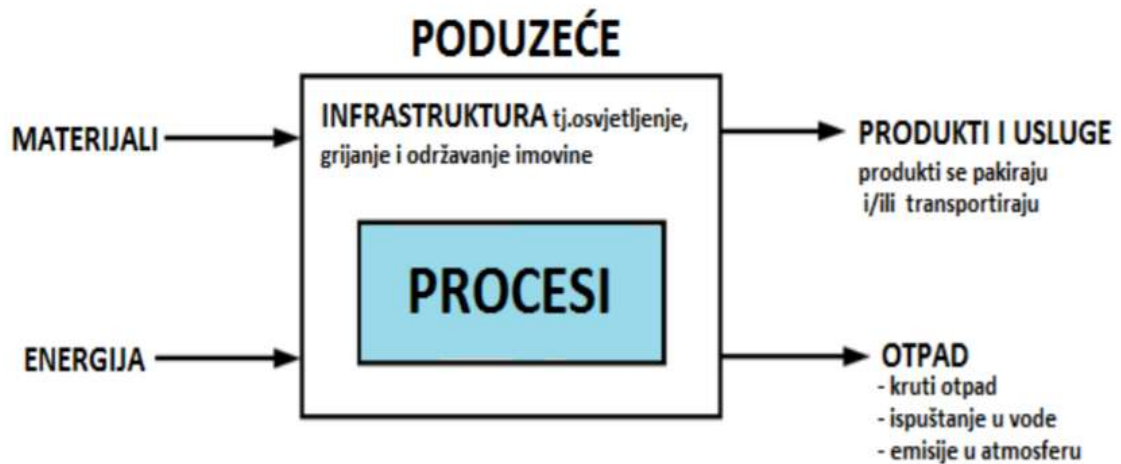 PODUZEĆE
INFRASTRUKTURA tj.osvjetljenje,
grijanje i održavanje imovine
MATERIJALI
PRODUKTI I USLUGE
produkti se pakiraju
i/ili transportiraju
PROCESI
ENERGIJA
OTPAD
- kruti otpad
- ispuštanje u vode
- emisije u atmosferu